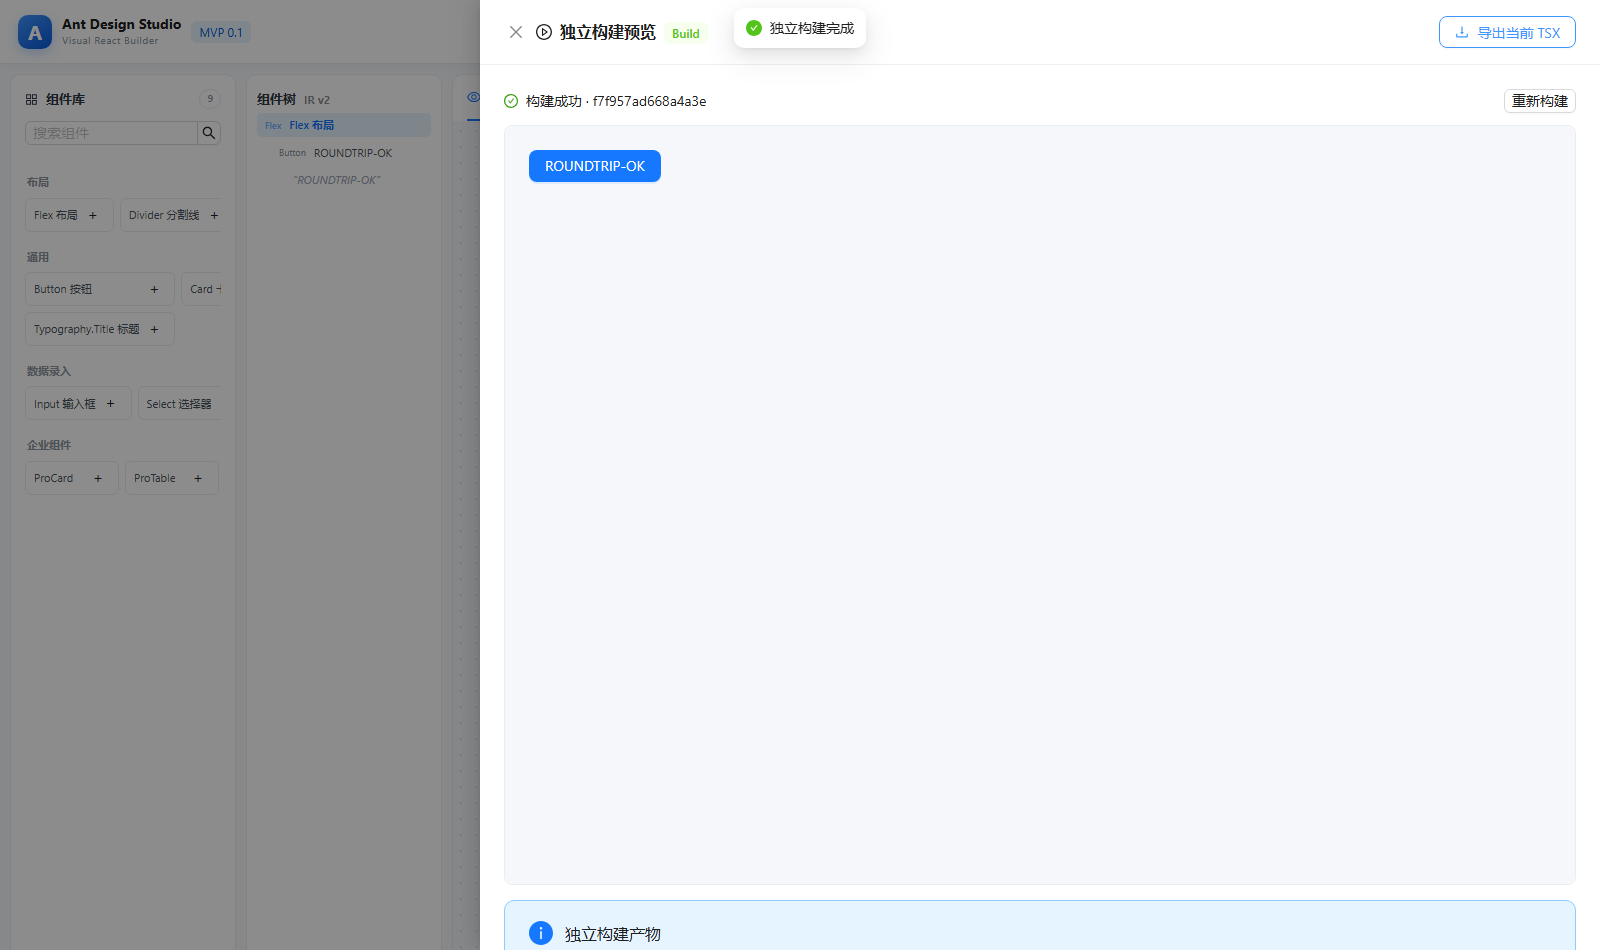 A
Ant Design Studio
Visual React Builder
MVP 0.1
组件库
9
搜索组件
布局
Flex 布局 +
Divider 分割线 +
通用
Button 按钮 +
Card +
Typography.Title 标题 +
数据录入
Input 输入框 +
Select 选择器
企业组件
ProCard +
ProTable +
组件树 IR v2
Flex Flex 布局
Button ROUNDTRIP-OK
"ROUNDTRIP-OK"
独立构建预览 Build
独立构建完成
导出当前 TSX
构建成功 · f7f957ad668a4a3e
重新构建
ROUNDTRIP-OK
独立构建产物